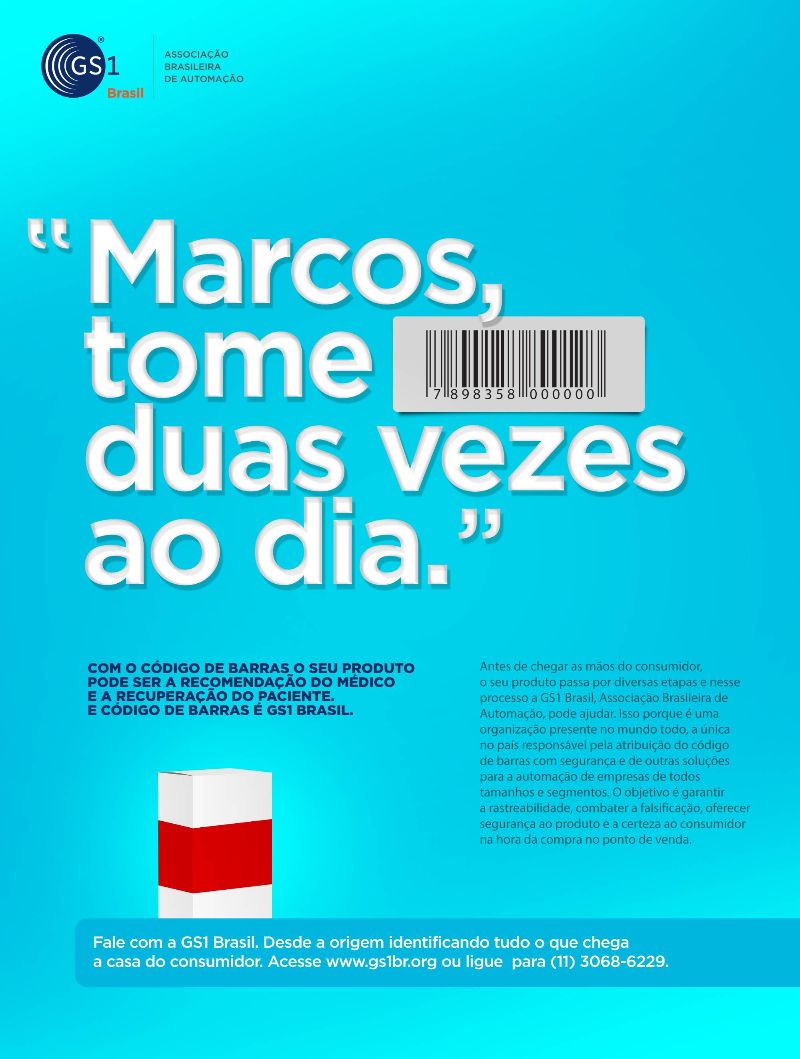 GS1
®
Brasil
ASSOCIAÇÃO
BRASILEIRA
DE AUTOMAÇÃO
“Marcos,
tome
7 898358 000000
duas vezes
ao dia.”
COM O CÓDIGO DE BARRAS O SEU PRODUTO
PODE SER A RECOMENDAÇÃO DO MÉDICO
E A RECUPERAÇÃO DO PACIENTE.
E CÓDIGO DE BARRAS É GS1 BRASIL.
Antes de chegar as mãos do consumidor,
o seu produto passa por diversas etapas e nesse
processo a GS1 Brasil, Associação Brasileira de
Automação, pode ajudar. Isso porque é uma
organização presente no mundo todo, a única
no país responsável pela atribuição do código
de barras com segurança e de outras soluções
para a automação de empresas de todos
tamanhos e segmentos. O objetivo é garantir
a rastreabilidade, combater a falsificação, oferecer
segurança ao produto e a certeza ao consumidor
na hora da compra no ponto de venda.
Fale com a GS1 Brasil. Desde a origem identificando tudo o que chega
a casa do consumidor. Acesse www.gs1br.org ou ligue para (11) 3068-6229.